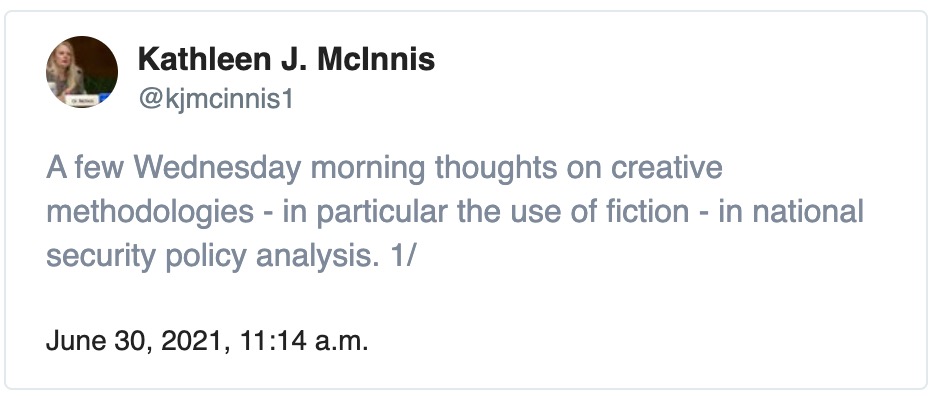 Kathleen J. McInnis
@kjmcinnis1
A few Wednesday morning thoughts on creative
methodologies - in particular the use of fiction - in national
security policy analysis. 1/
June 30, 2021, 11:14 a.m.